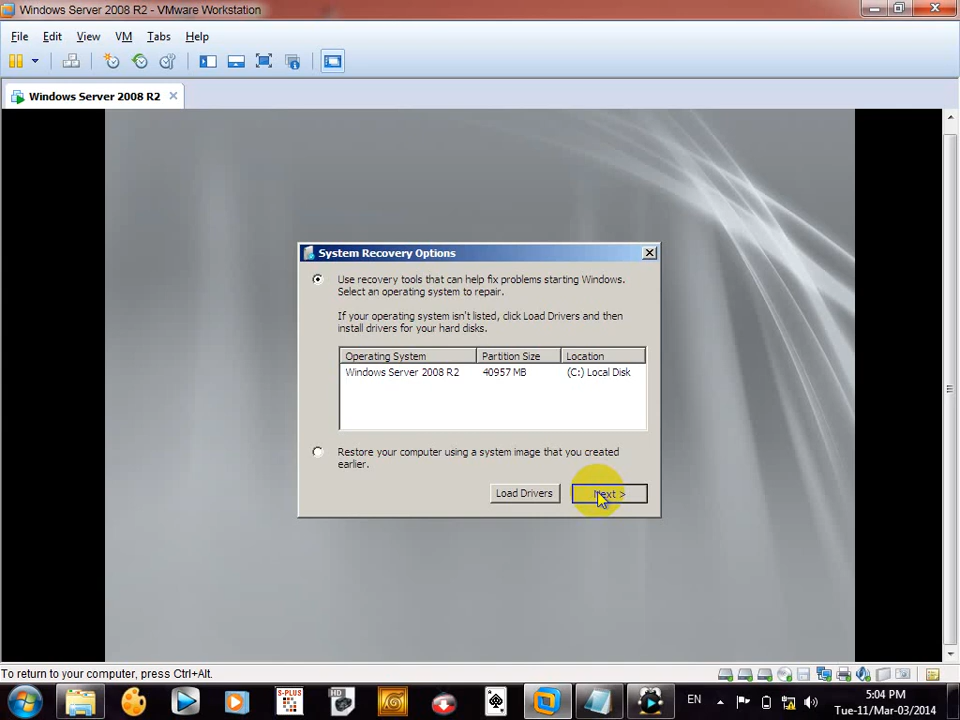 Windows Server 2008 R2 - VMware Workstation
File Edit View VM Tabs Help
Windows Server 2008 R2
System Recovery Options
Use recovery tools that can help fix problems starting Windows.
Select an operating system to repair.
If your operating system isn't listed, click Load Drivers and then
install drivers for your hard disks.
Operating System Partition Size Location
Windows Server 2008 R2 40957 MB (C:) Local Disk
Restore your computer using a system image that you created
earlier.
Load Drivers Next >
To return to your computer, press Ctrl+Alt.
S-PLUS HD EN 5:04 PM
Tue-11/Mar-03/2014